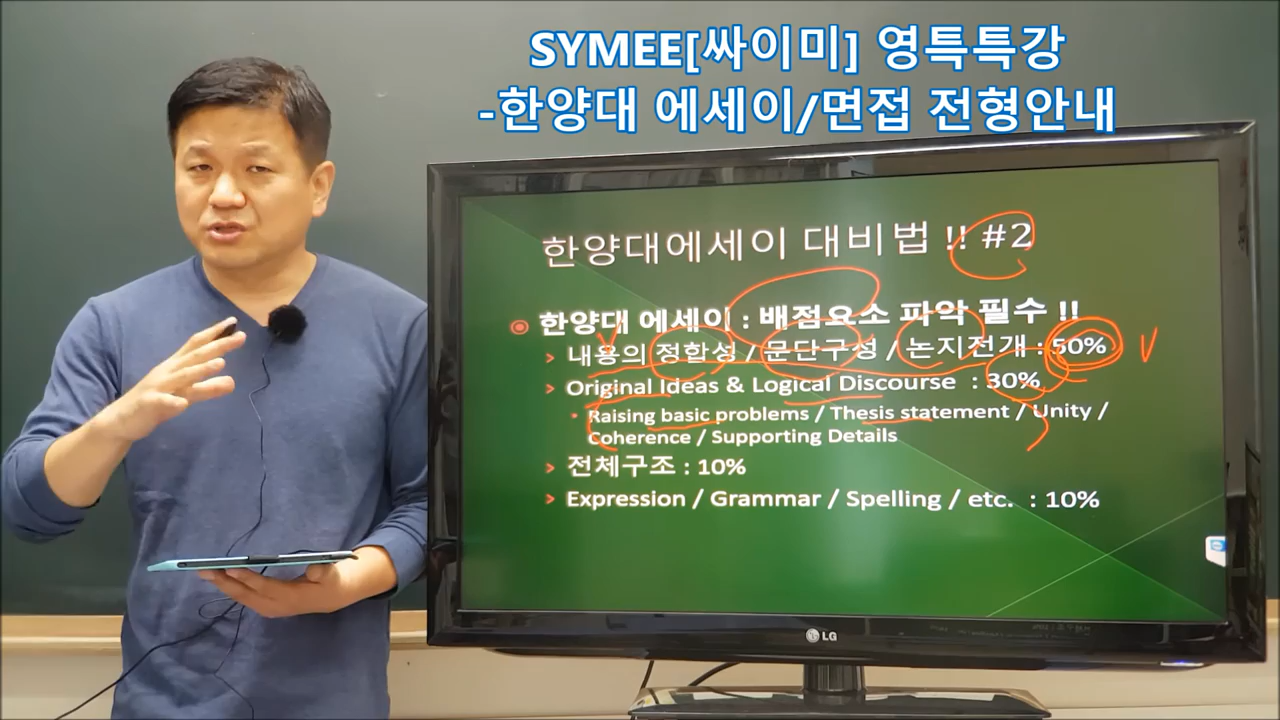 SYMEE[싸이미] 영특특강
-한양대 에세이/면접 전형안내
한양대에세이 대비법 !! #2
한양대 에세이 : 배점요소 파악 필수 !!
내용의 정합성 / 문단구성 / 논지전개 : 50%
Original Ideas & Logical Discourse : 30%
Raising basic problems / Thesis statement / Unity /
Coherence / Supporting Details
전체구조 : 10%
Expression / Grammar / Spelling / etc. : 10%
LG